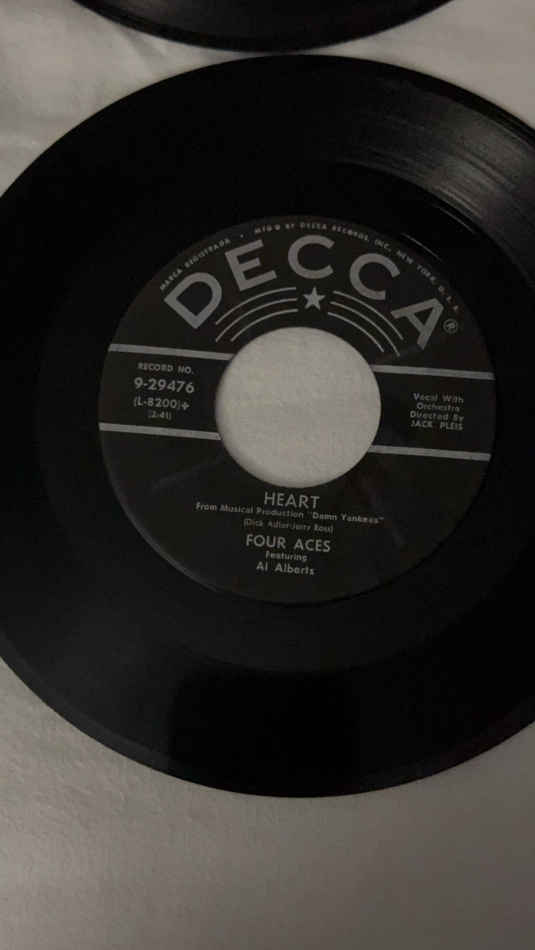 MARCA REGISTRADA • MFG'D BY DECCA RECORDS, INC., NEW YORK, U.S.A.
DECCA®
RECORD NO.
9-29476
(L-8200)+
(2:41)
Vocal With
Orchestra
Directed By
JACK PLEIS
HEART
From Musical Production "Damn Yankees"
(Dick Adler-Jerry Ross)
FOUR ACES
Featuring
Al Alberts